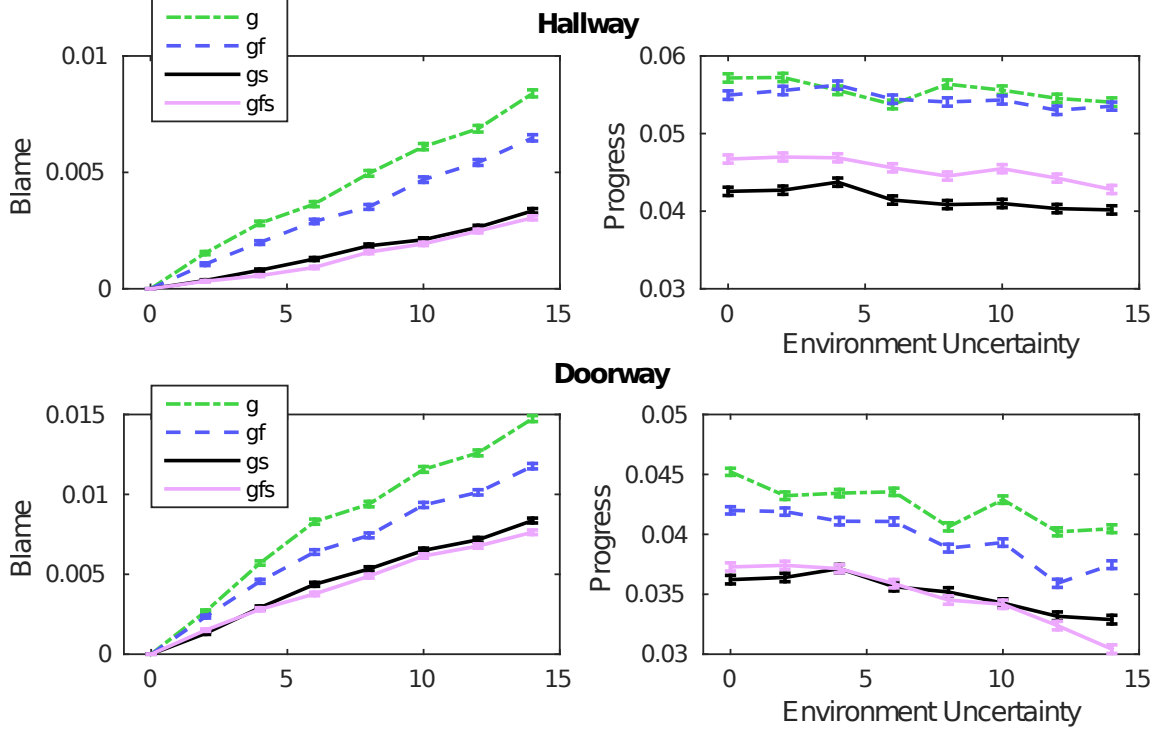 Hallway
g
gf
gs
gfs
0.01
0.005
0
Blame
0 5 10 15
0.06
0.05
0.04
0.03
Progress
0 5 10 15
Environment Uncertainty
Doorway
g
gf
gs
gfs
0.015
0.01
0.005
0
Blame
0 5 10 15
0.05
0.045
0.04
0.035
0.03
Progress
0 5 10 15
Environment Uncertainty